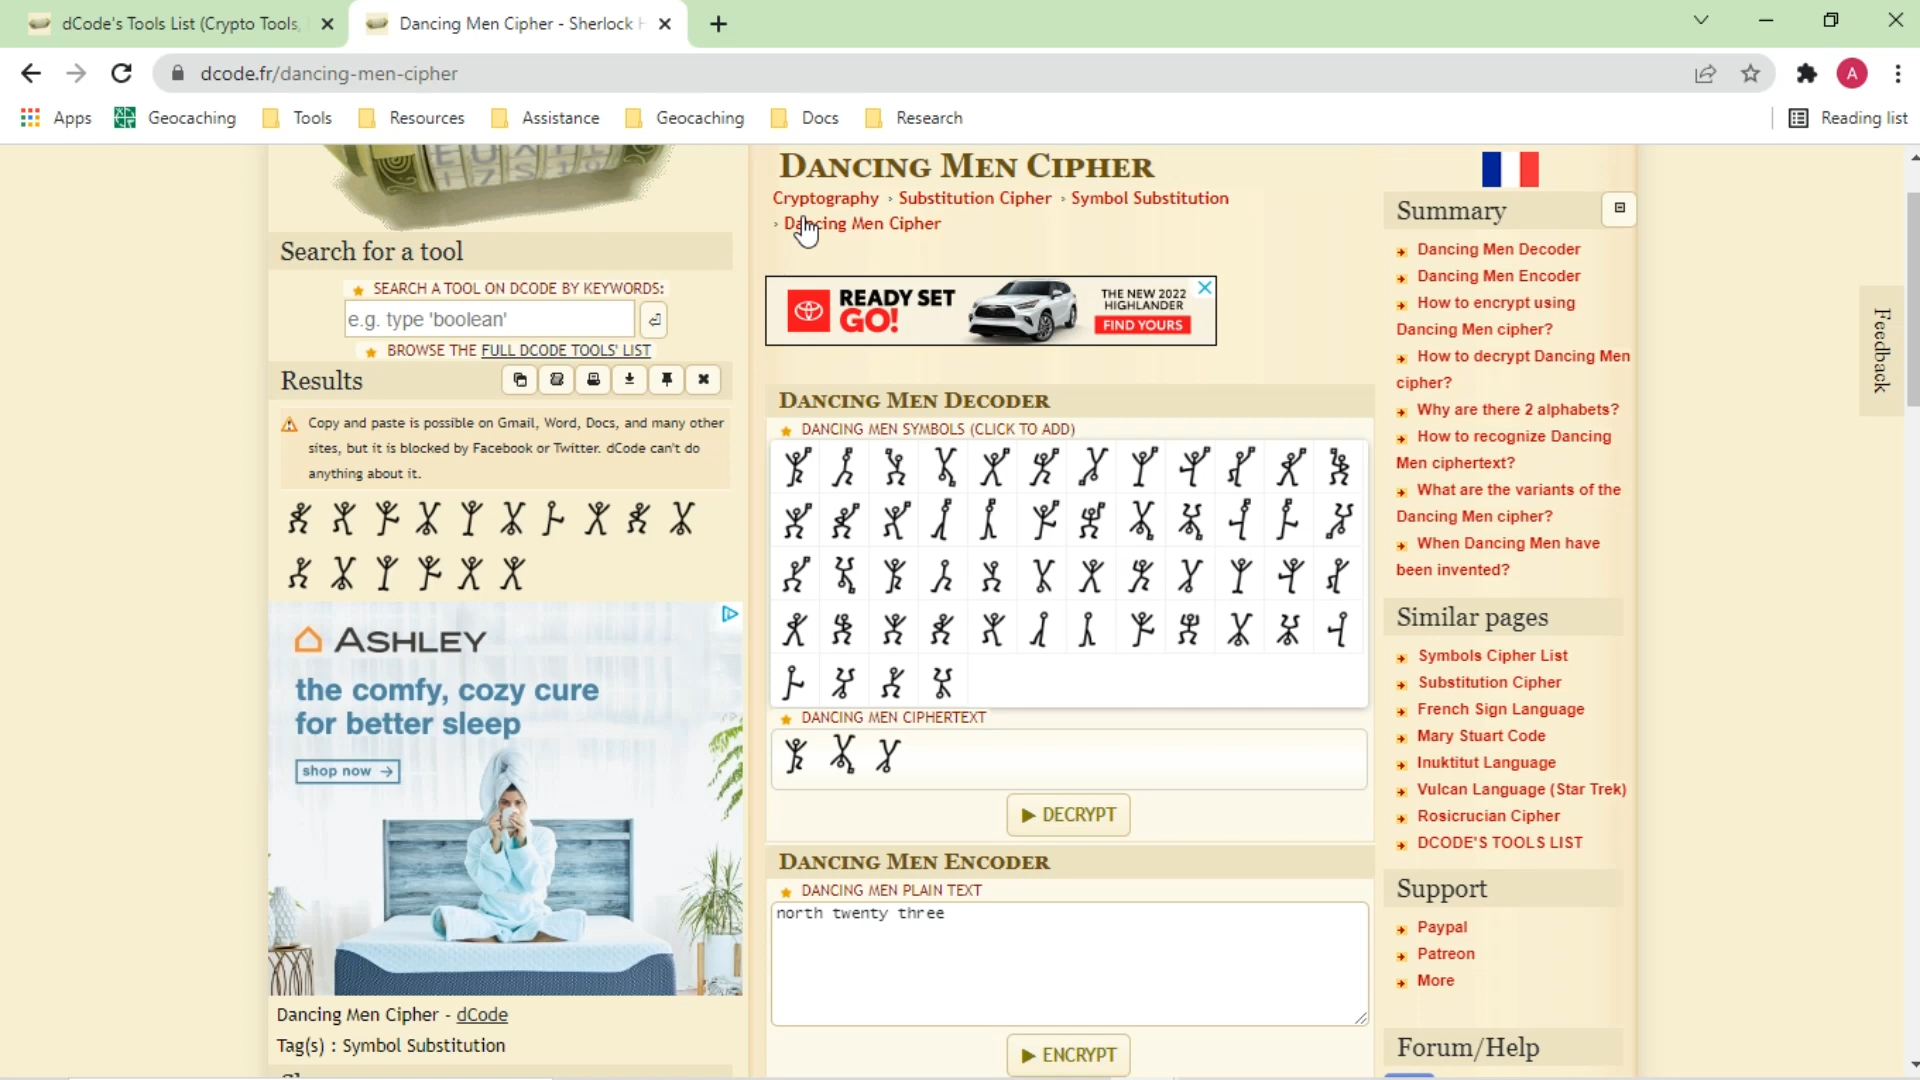 dCode's Tools List (Crypto Tools,
Dancing Men Cipher - Sherlock H
dcode.fr/dancing-men-cipher
A
Apps
Geocaching
Tools
Resources
Assistance
Geocaching
Docs
Research
Reading list
Search for a tool
SEARCH A TOOL ON DCODE BY KEYWORDS:
e.g. type 'boolean'
BROWSE THE FULL DCODE TOOLS' LIST
Results
Copy and paste is possible on Gmail, Word, Docs, and many other
sites, but it is blocked by Facebook or Twitter. dCode can't do
anything about it.
ASHLEY
the comfy, cozy cure
for better sleep
shop now →
Dancing Men Cipher - dCode
Tag(s) : Symbol Substitution
DANCING MEN CIPHER
Cryptography › Substitution Cipher › Symbol Substitution
› Dancing Men Cipher
READY SET
GO!
THE NEW 2022
HIGHLANDER
FIND YOURS
DANCING MEN DECODER
DANCING MEN SYMBOLS (CLICK TO ADD)
DANCING MEN CIPHERTEXT
▶ DECRYPT
DANCING MEN ENCODER
DANCING MEN PLAIN TEXT
north twenty three
▶ ENCRYPT
Summary
Dancing Men Decoder
Dancing Men Encoder
How to encrypt using
Dancing Men cipher?
How to decrypt Dancing Men
cipher?
Why are there 2 alphabets?
How to recognize Dancing
Men ciphertext?
What are the variants of the
Dancing Men cipher?
When Dancing Men have
been invented?
Similar pages
Symbols Cipher List
Substitution Cipher
French Sign Language
Mary Stuart Code
Inuktitut Language
Vulcan Language (Star Trek)
Rosicrucian Cipher
DCODE'S TOOLS LIST
Support
Paypal
Patreon
More
Forum/Help
Feedback